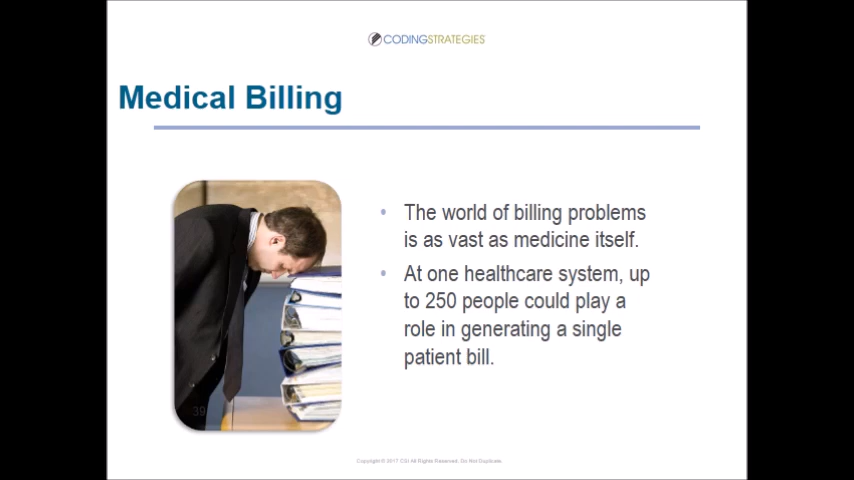 CODINGSTRATEGIES
Medical Billing
• The world of billing problems
is as vast as medicine itself.
• At one healthcare system, up
to 250 people could play a
role in generating a single
patient bill.
39
Copyright © 2017 CSI All Rights Reserved. Do Not Duplicate.